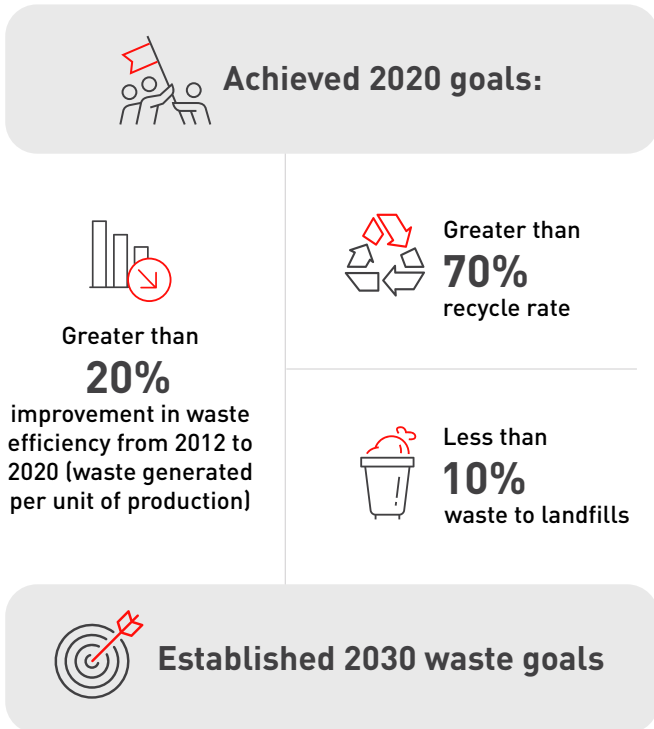 Achieved 2020 goals:
Greater than
20%
improvement in waste
efficiency from 2012 to
2020 (waste generated
per unit of production)
Greater than
70%
recycle rate
Less than
10%
waste to landfills
Established 2030 waste goals